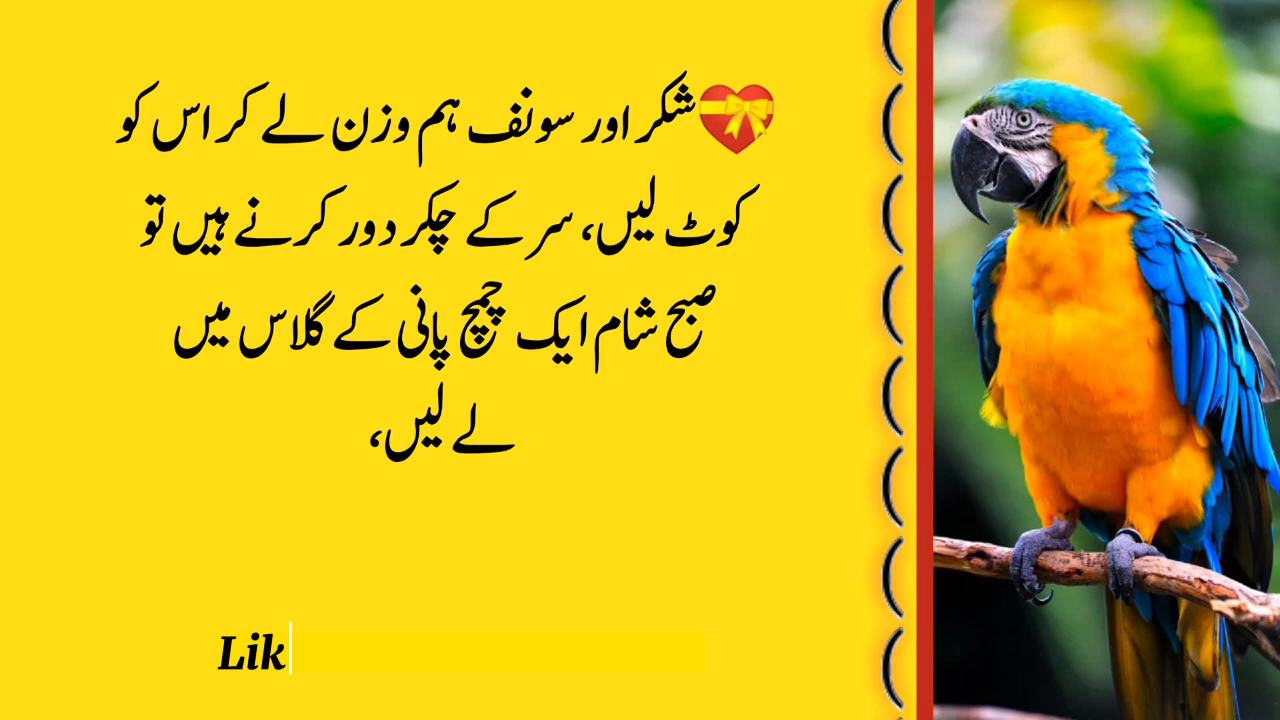 شکر اور سونف ہم وزن لے کر اس کو
کوٹ لیں، سر کے چکر دور کرنے ہیں تو
صبح شام ایک چمچ پانی کے گلاس میں
لے لیں،
Lik